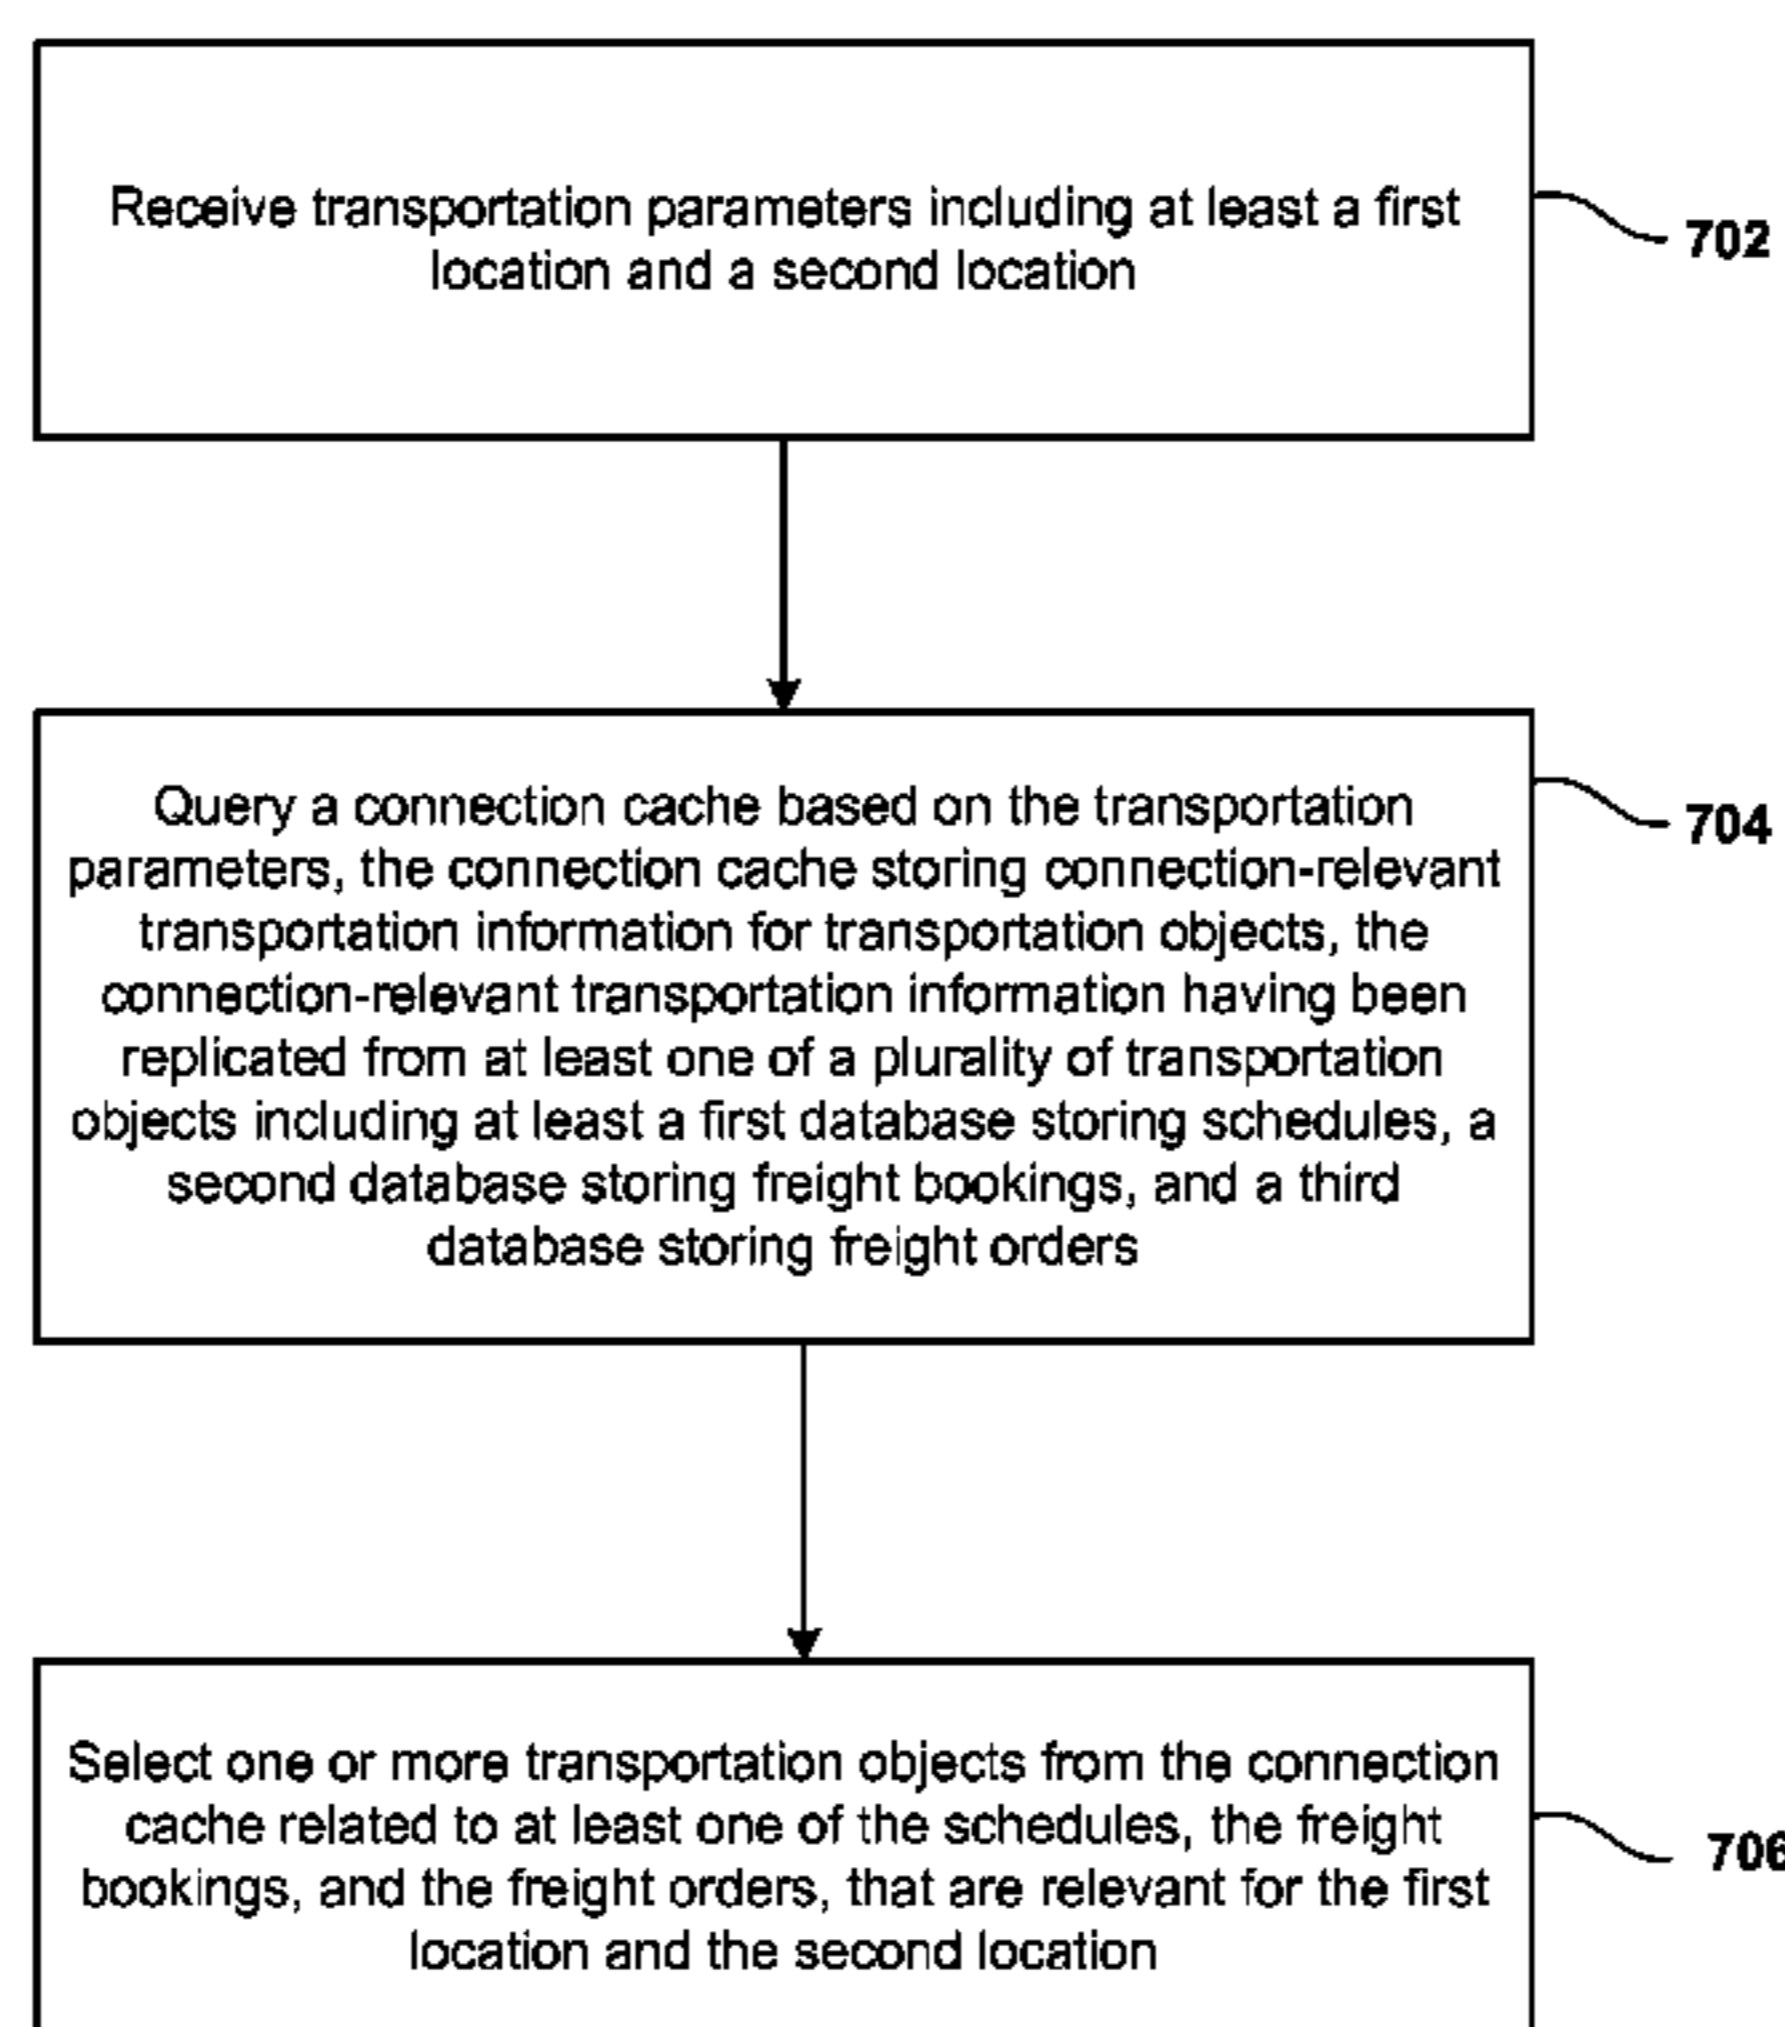 Receive transportation parameters including at least a first
location and a second location
702
Query a connection cache based on the transportation
parameters, the connection cache storing connection-relevant
transportation information for transportation objects, the
connection-relevant transportation information having been
replicated from at least one of a plurality of transportation
objects including at least a first database storing schedules, a
second database storing freight bookings, and a third
database storing freight orders
704
Select one or more transportation objects from the connection
cache related to at least one of the schedules, the freight
bookings, and the freight orders, that are relevant for the first
location and the second location
706